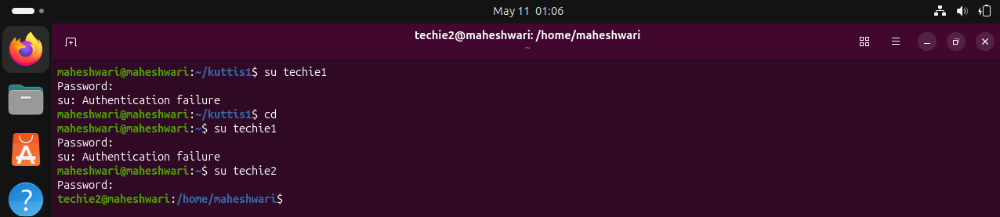 May 11 01:06
techie2@maheshwari: /home/maheshwari
~
maheshwari@maheshwari:~/kuttis1$ su techie1
Password:
su: Authentication failure
maheshwari@maheshwari:~/kuttis1$ cd
maheshwari@maheshwari:~$ su techie1
Password:
su: Authentication failure
maheshwari@maheshwari:~$ su techie2
Password:
techie2@maheshwari:/home/maheshwari$